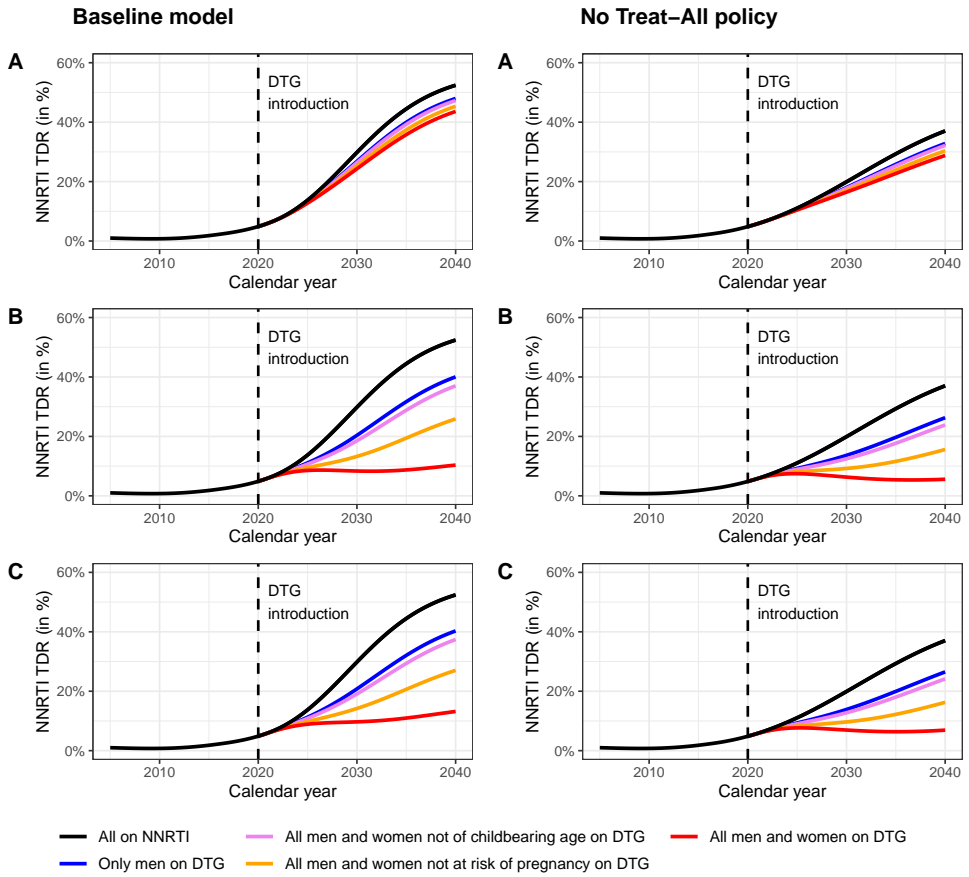 Baseline model
No Treat−All policy
A
NNRTI TDR (in %)
60%
40%
20%
0%
DTG
introduction
2010
2020
2030
2040
Calendar year
A
NNRTI TDR (in %)
60%
40%
20%
0%
DTG
introduction
2010
2020
2030
2040
Calendar year
B
NNRTI TDR (in %)
60%
40%
20%
0%
DTG
introduction
2010
2020
2030
2040
Calendar year
B
NNRTI TDR (in %)
60%
40%
20%
0%
DTG
introduction
2010
2020
2030
2040
Calendar year
C
NNRTI TDR (in %)
60%
40%
20%
0%
DTG
introduction
2010
2020
2030
2040
Calendar year
C
NNRTI TDR (in %)
60%
40%
20%
0%
DTG
introduction
2010
2020
2030
2040
Calendar year
All on NNRTI
Only men on DTG
All men and women not of childbearing age on DTG
All men and women not at risk of pregnancy on DTG
All men and women on DTG